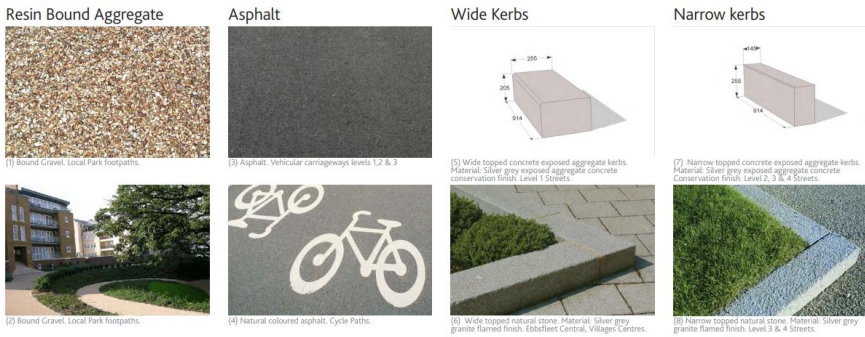 Resin Bound Aggregate
(1) Bound Gravel. Local Park footpaths.
(2) Bound Gravel. Local Park footpaths.
Asphalt
(3) Asphalt. Vehicular carriageways levels 1,2 & 3
(4) Natural coloured asphalt. Cycle Paths.
Wide Kerbs
255
205
914
(5) Wide topped concrete exposed aggregate kerbs.
Material: Silver grey exposed aggregate concrete
conservation finish. Level 1 Streets.
(6) Wide topped natural stone. Material: Silver grey
granite flamed finish. Ebbsfleet Central, Villages Centres.
Narrow kerbs
145
255
914
(7) Narrow topped concrete exposed aggregate kerbs.
Material: Silver grey exposed aggregate concrete
Conservation finish. Level 2, 3 & 4 Streets.
(8) Narrow topped natural stone. Material: Silver grey
granite flamed finish. Level 3 & 4 Streets.